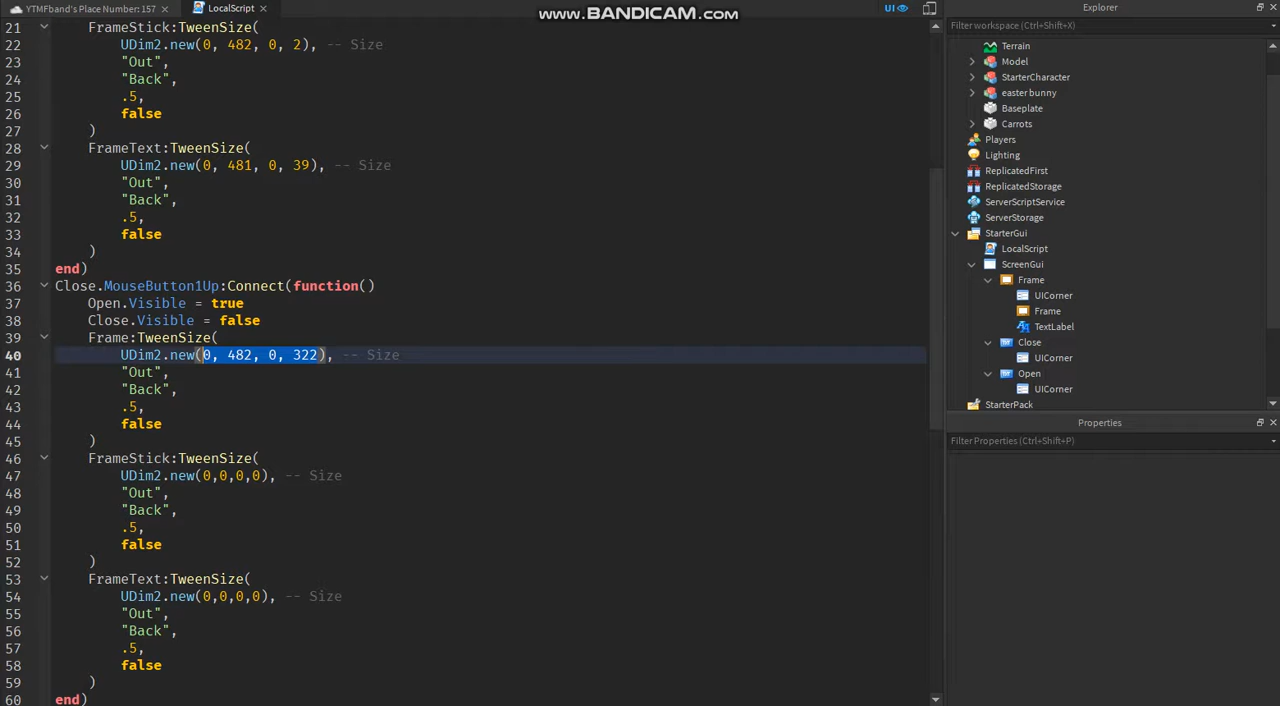 www.BANDICAM.com
YTMFband's Place Number: 157 × LocalScript × UI
Explorer
Filter workspace (Ctrl+Shift+X)
Terrain
Model
StarterCharacter
easter bunny
Baseplate
Carrots
Players
Lighting
ReplicatedFirst
ReplicatedStorage
ServerScriptService
ServerStorage
StarterGui
LocalScript
ScreenGui
Frame
UICorner
Frame
TextLabel
Close
UICorner
Open
UICorner
StarterPack
Properties
Filter Properties (Ctrl+Shift+P)
21 FrameStick:TweenSize(
22 UDim2.new(0, 482, 0, 2), -- Size
23 "Out",
24 "Back",
25 .5,
26 false
27 )
28 FrameText:TweenSize(
29 UDim2.new(0, 481, 0, 39), -- Size
30 "Out",
31 "Back",
32 .5,
33 false
34 )
35 end)
36 Close.MouseButton1Up:Connect(function()
37 Open.Visible = true
38 Close.Visible = false
39 Frame:TweenSize(
40 UDim2.new(0, 482, 0, 322), -- Size
41 "Out",
42 "Back",
43 .5,
44 false
45 )
46 FrameStick:TweenSize(
47 UDim2.new(0,0,0,0), -- Size
48 "Out",
49 "Back",
50 .5,
51 false
52 )
53 FrameText:TweenSize(
54 UDim2.new(0,0,0,0), -- Size
55 "Out",
56 "Back",
57 .5,
58 false
59 )
60 end)